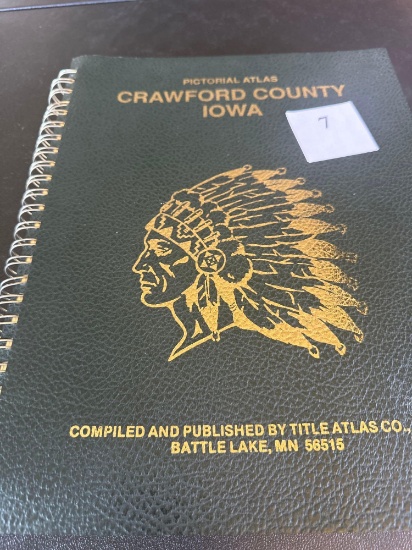 PICTORIAL ATLAS
CRAWFORD COUNTY
IOWA
7
COMPILED AND PUBLISHED BY TITLE ATLAS CO.,
BATTLE LAKE, MN 56515